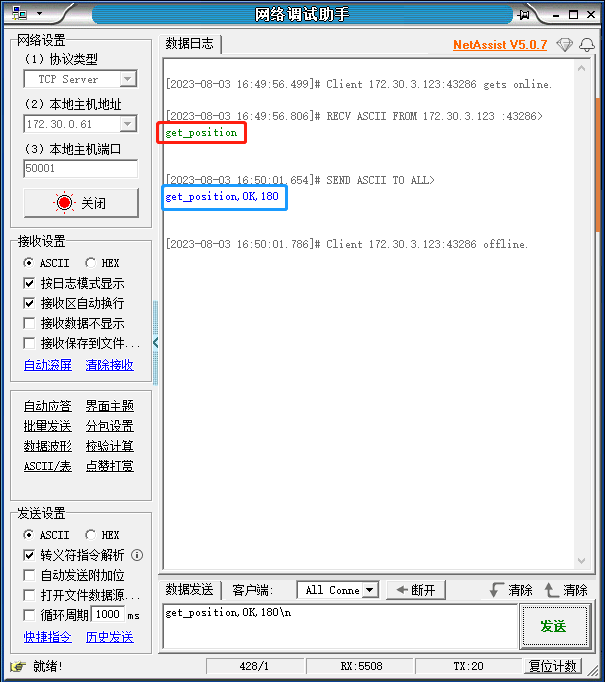 网络调试助手
网络设置
(1) 协议类型
TCP Server
(2) 本地主机地址
172.30.0.61
(3) 本地主机端口
50001
关闭
接收设置
ASCII HEX
按日志模式显示
接收区自动换行
接收数据不显示
接收保存到文件...
自动滚屏 清除接收
自动应答 界面主题
批量发送 分包设置
数据波形 校验计算
ASCII/表 点赞打赏
发送设置
ASCII HEX
转义符指令解析
自动发送附加位
打开文件数据源...
循环周期 1000 ms
快捷指令 历史发送
数据日志
NetAssist V5.0.7
[2023-08-03 16:49:56.499]# Client 172.30.3.123:43286 gets online.
[2023-08-03 16:49:56.806]# RECV ASCII FROM 172.30.3.123 :43286>
get_position
[2023-08-03 16:50:01.654]# SEND ASCII TO ALL>
get_position,OK,180
[2023-08-03 16:50:01.786]# Client 172.30.3.123:43286 offline.
数据发送 客户端: All Conne 断开 清除 清除
get_position,OK,180\n
发送
就绪! 428/1 RX:5508 TX:20 复位计数